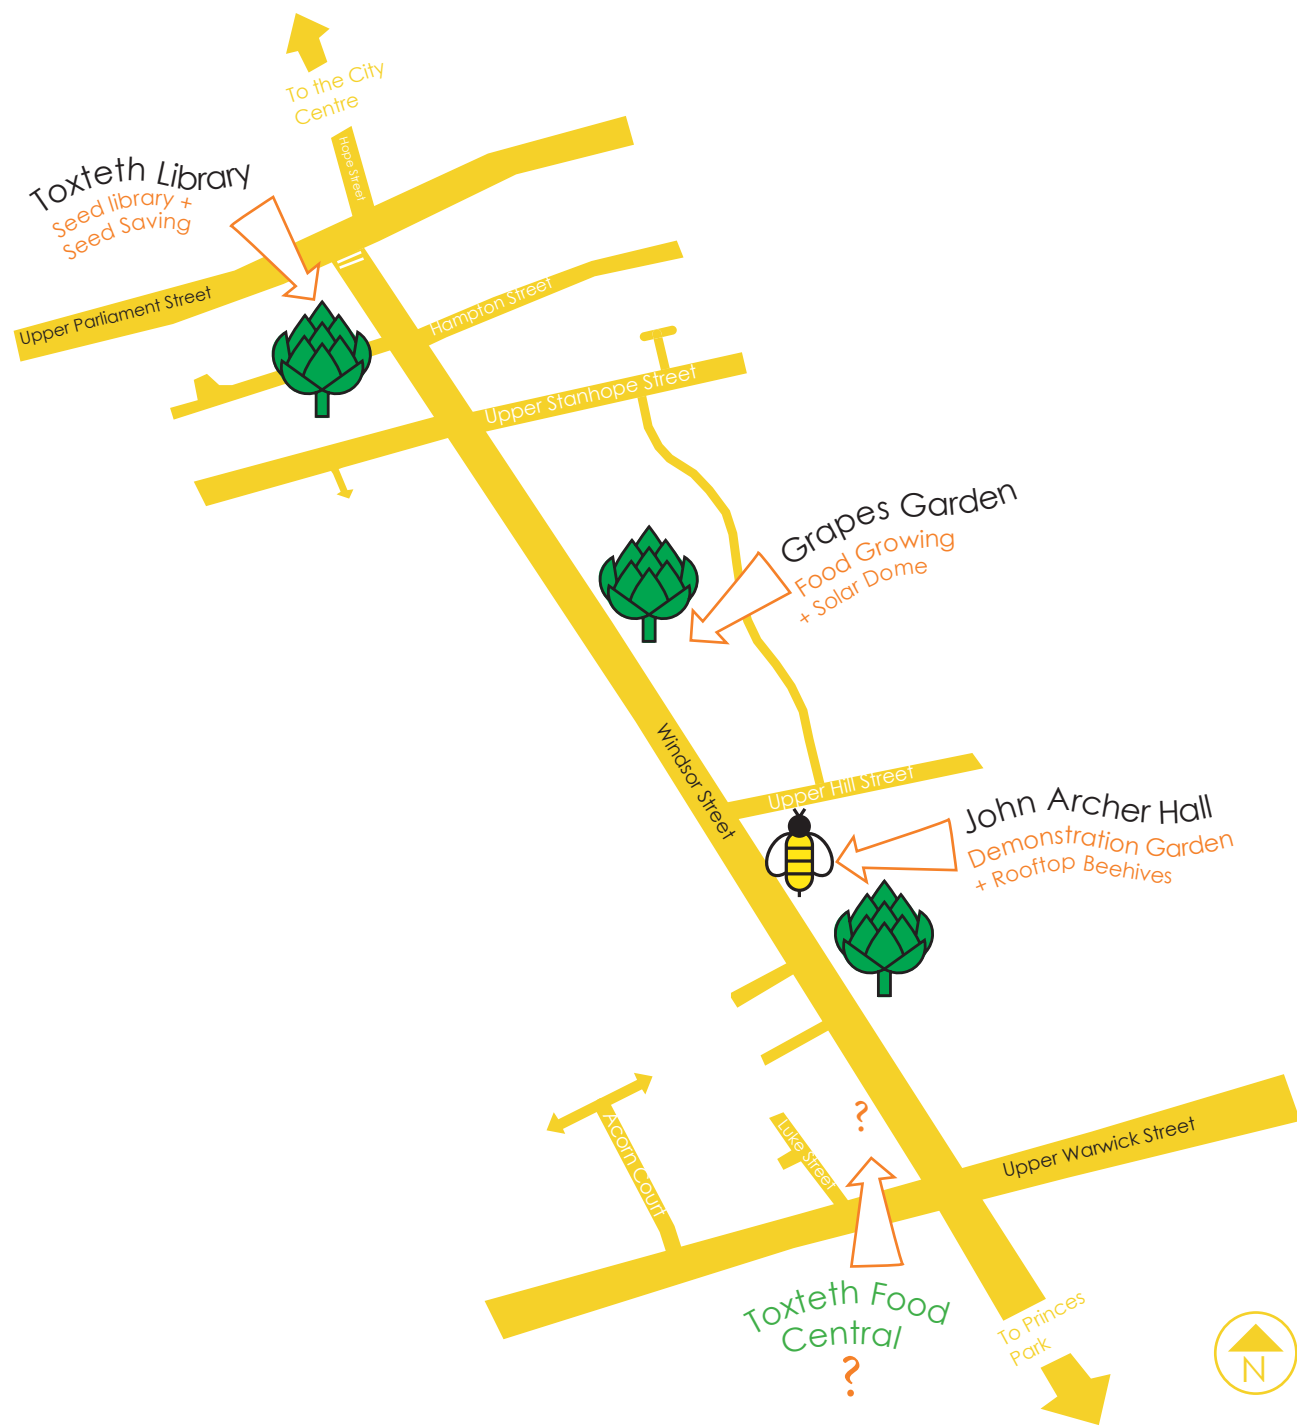 To the City
Centre
Hope Street
Toxteth Library
Seed library +
Seed Saving
Upper Parliament Street
Hampton Street
Upper Stanhope Street
Grapes Garden
Food Growing
+ Solar Dome
Windsor Street
Upper Hill Street
John Archer Hall
Demonstration Garden
+ Rooftop Beehives
?
Acorn Court
Luke Street
Upper Warwick Street
Toxteth Food
Central
?
To Princes
Park
N